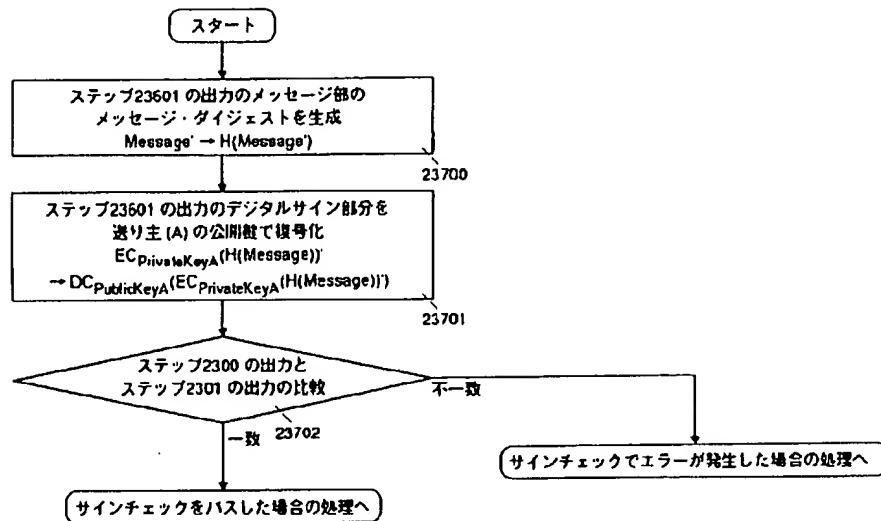 スタート
ステップ23601 の出力のメッセージ部の
メッセージ・ダイジェストを生成
Message' → H(Message')
23700
ステップ23601 の出力のデジタルサイン部分を
送り主 (A) の公開鍵で復号化
EC_PrivateKeyA(H(Message))'
→ DC_PublicKeyA(EC_PrivateKeyA(H(Message))')
23701
ステップ2300 の出力と
ステップ2301 の出力の比較
不一致
一致
23702
サインチェックでエラーが発生した場合の処理へ
サインチェックをパスした場合の処理へ